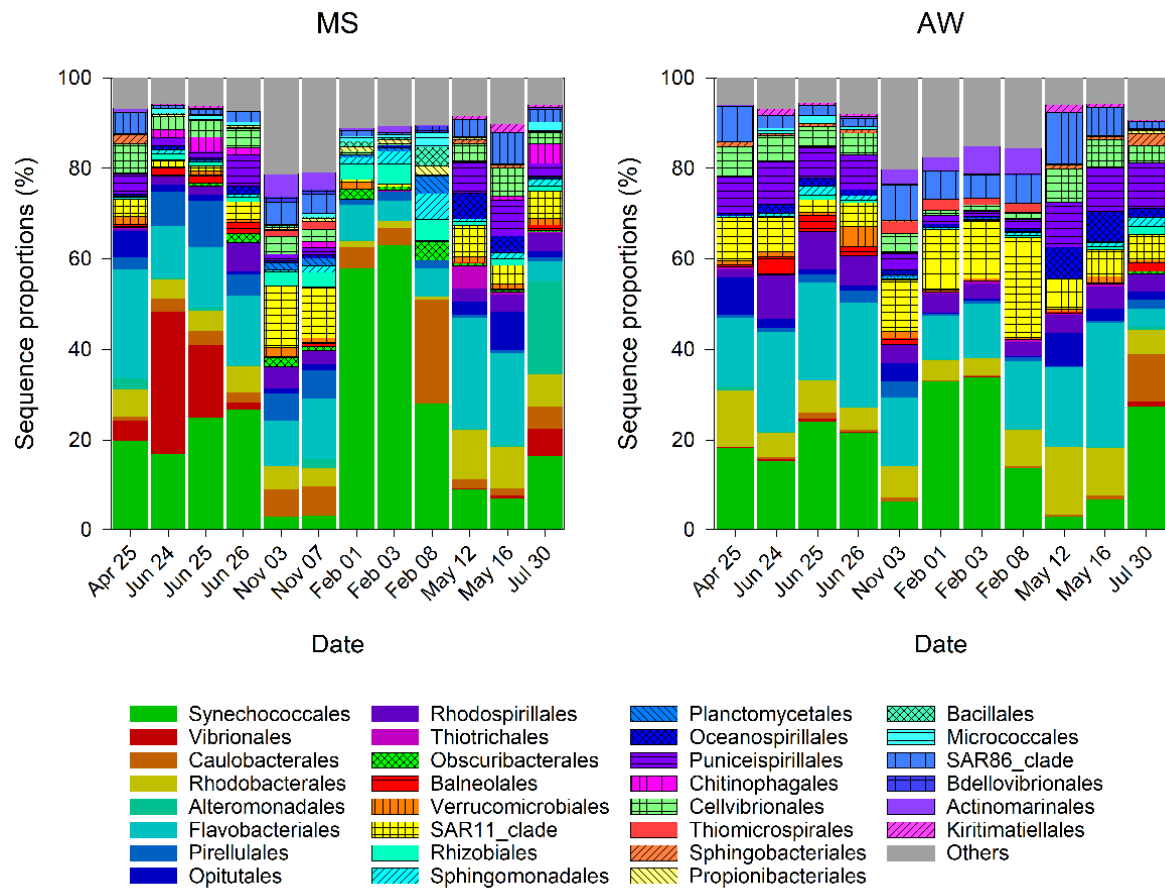 MS
AW
Sequence proportions (%)
100
80
60
40
20
0
Apr 25
Jun 24
Jun 25
Jun 26
Nov 03
Nov 07
Feb 01
Feb 03
Feb 08
May 12
May 16
Jul 30
Date
Sequence proportions (%)
100
80
60
40
20
0
Apr 25
Jun 24
Jun 25
Jun 26
Nov 03
Feb 01
Feb 03
Feb 08
May 12
May 16
Jul 30
Date
Synechococcales
Vibrionales
Caulobacterales
Rhodobacterales
Alteromonadales
Flavobacteriales
Pirellulales
Opitutales
Rhodospirillales
Thiotrichales
Obscuribacterales
Balneolales
Verrucomicrobiales
SAR11_clade
Rhizobiales
Sphingomonadales
Planctomycetales
Oceanospirillales
Puniceispirillales
Chitinophagales
Cellvibrionales
Thiomicrospirales
Sphingobacteriales
Propionibacteriales
Bacillales
Micrococcales
SAR86_clade
Bdellovibrionales
Actinomarinales
Kiritimatiellales
Others